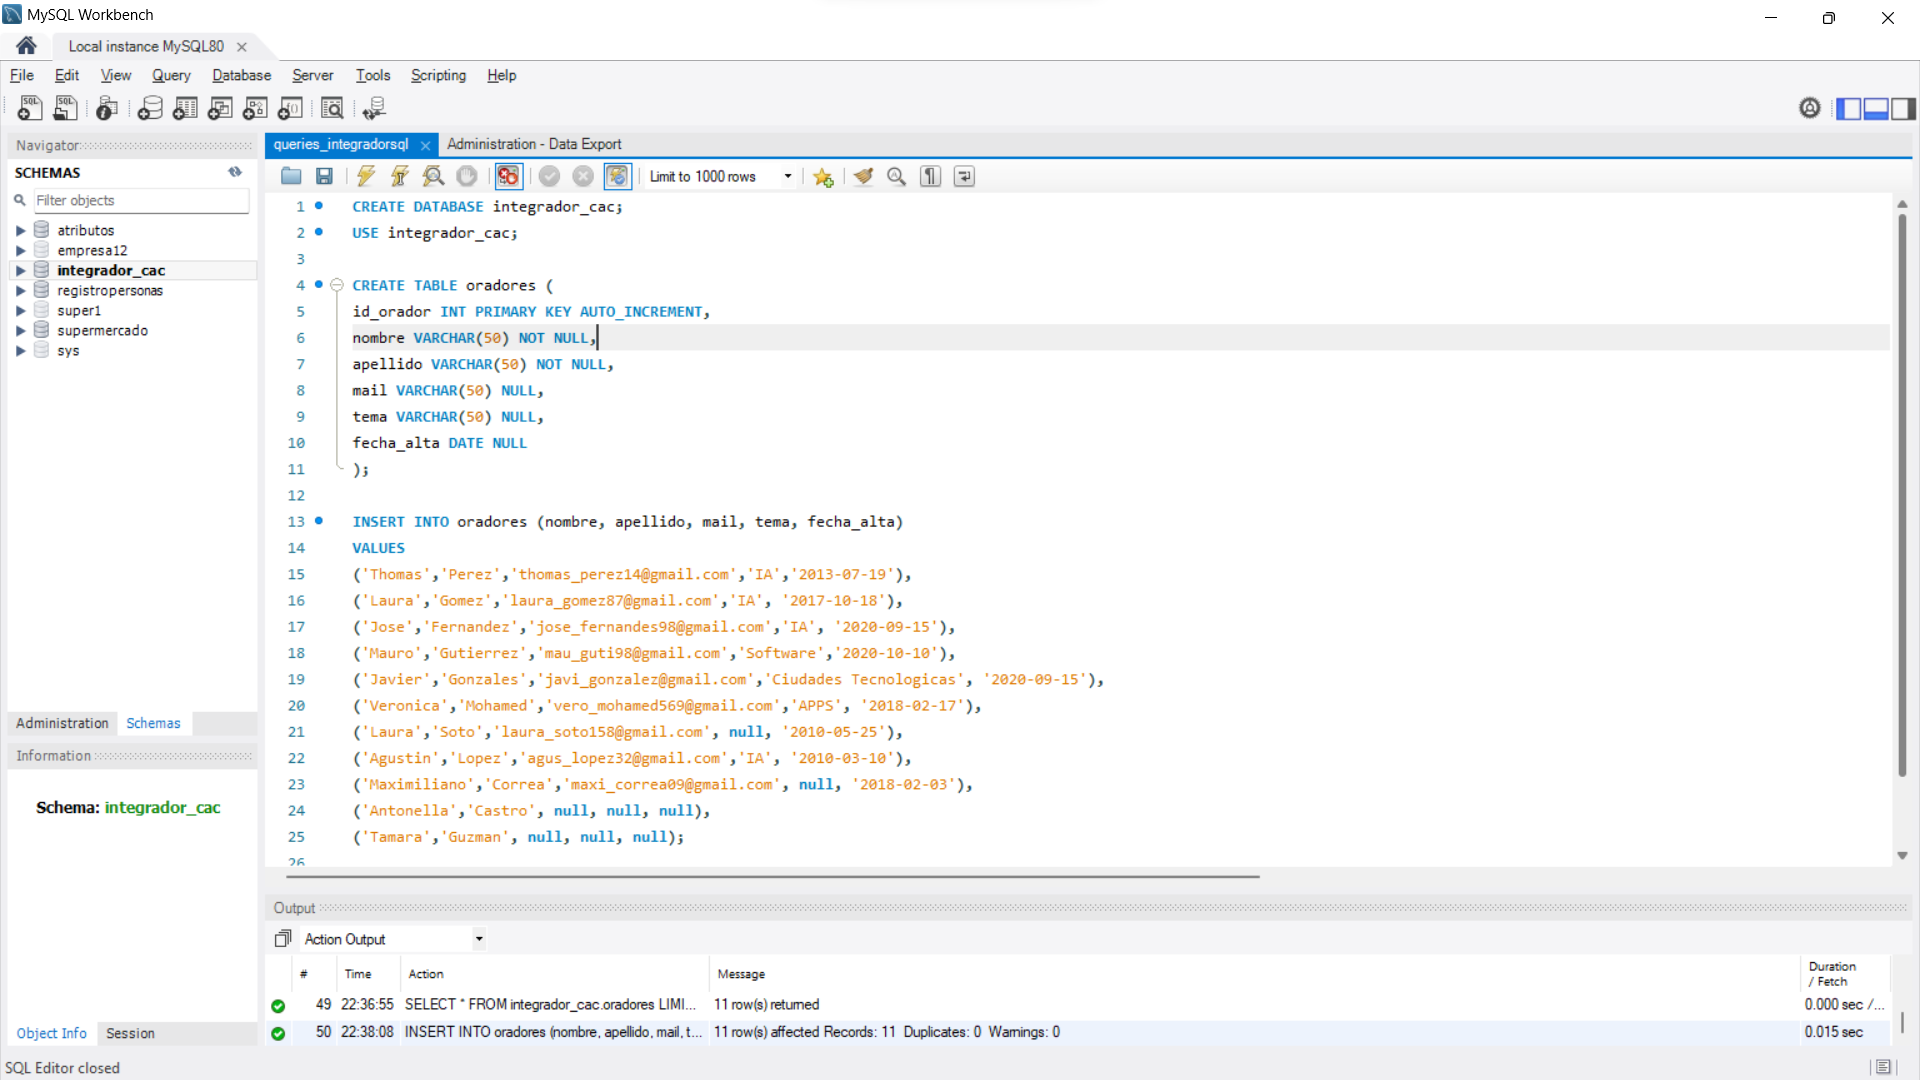 MySQL Workbench
Local instance MySQL80
File Edit View Query Database Server Tools Scripting Help
Navigator
SCHEMAS
Filter objects
atributos
empresa12
integrador_cac
registropersonas
super1
supermercado
sys
Administration Schemas
Information
Schema: integrador_cac
Object Info Session
queries_integradorsql Administration - Data Export
Limit to 1000 rows
1 CREATE DATABASE integrador_cac;
2 USE integrador_cac;
3
4 CREATE TABLE oradores (
5 id_orador INT PRIMARY KEY AUTO_INCREMENT,
6 nombre VARCHAR(50) NOT NULL,
7 apellido VARCHAR(50) NOT NULL,
8 mail VARCHAR(50) NULL,
9 tema VARCHAR(50) NULL,
10 fecha_alta DATE NULL
11 );
12
13 INSERT INTO oradores (nombre, apellido, mail, tema, fecha_alta)
14 VALUES
15 ('Thomas','Perez','thomas_perez14@gmail.com','IA','2013-07-19'),
16 ('Laura','Gomez','laura_gomez87@gmail.com','IA', '2017-10-18'),
17 ('Jose','Fernandez','jose_fernandes98@gmail.com','IA', '2020-09-15'),
18 ('Mauro','Gutierrez','mau_guti98@gmail.com','Software','2020-10-10'),
19 ('Javier','Gonzales','javi_gonzalez@gmail.com','Ciudades Tecnologicas', '2020-09-15'),
20 ('Veronica','Mohamed','vero_mohamed569@gmail.com','APPS', '2018-02-17'),
21 ('Laura','Soto','laura_soto158@gmail.com', null, '2010-05-25'),
22 ('Agustin','Lopez','agus_lopez32@gmail.com','IA', '2010-03-10'),
23 ('Maximiliano','Correa','maxi_correa09@gmail.com', null, '2018-02-03'),
24 ('Antonella','Castro', null, null, null),
25 ('Tamara','Guzman', null, null, null);
26
Output
Action Output
# Time Action Message Duration / Fetch
49 22:36:55 SELECT * FROM integrador_cac.oradores LIMI... 11 row(s) returned 0.000 sec /...
50 22:38:08 INSERT INTO oradores (nombre, apellido, mail, t... 11 row(s) affected Records: 11 Duplicates: 0 Warnings: 0 0.015 sec
SQL Editor closed